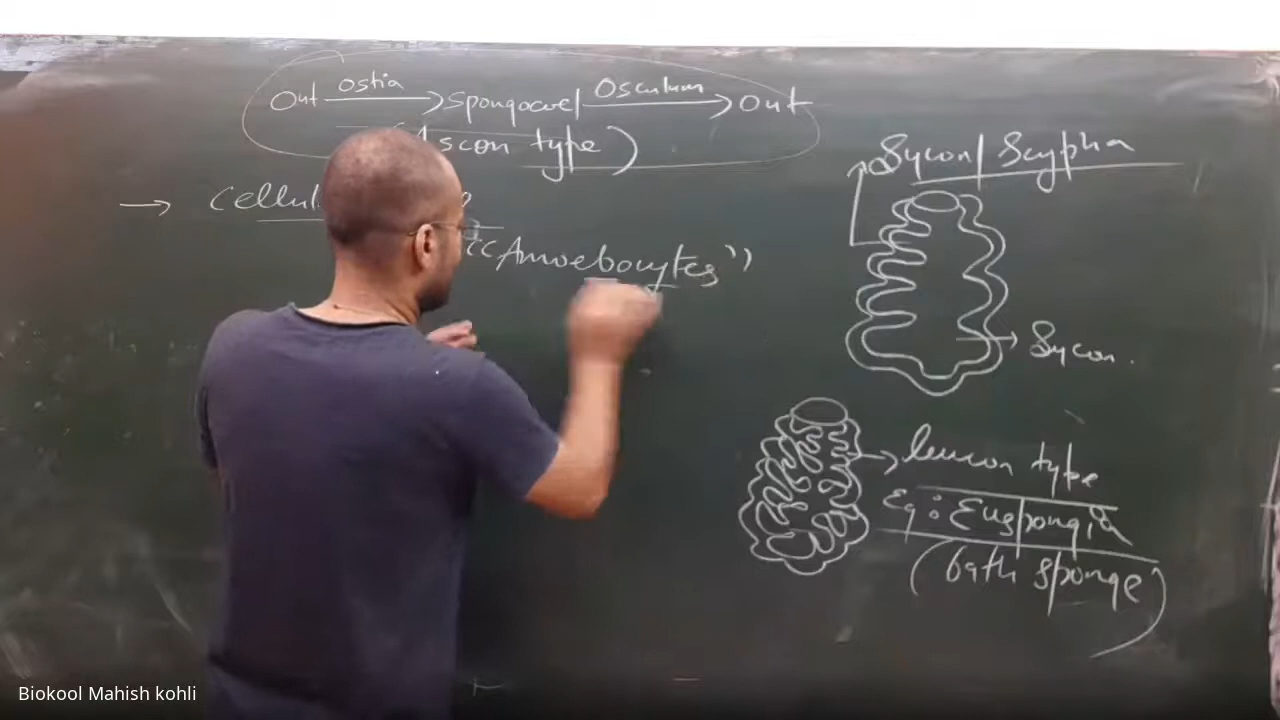 Out ostia → Spongocoel Osculum → Out
(Ascon type)
→ Cellul
"Amoebocytes"
Sycon/Scypha
Sycon.
leucon type
Eg: Euspongia
(bath sponge)
Biokool Mahish kohli